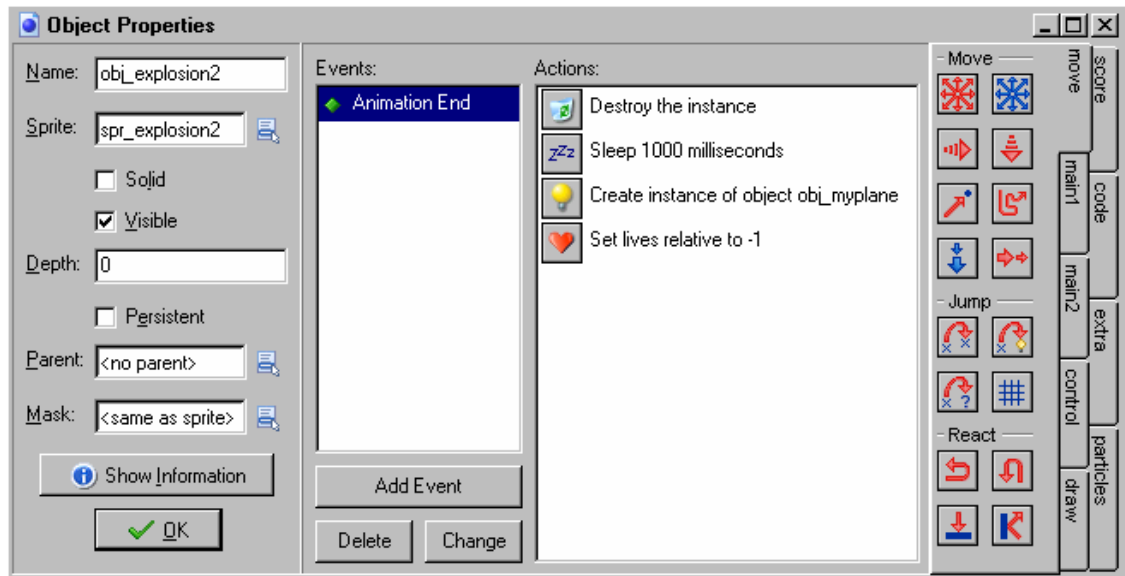 Object Properties
Name: obj_explosion2
Sprite: spr_explosion2
Solid
Visible
Depth: 0
Persistent
Parent: <no parent>
Mask: <same as sprite>
Show Information
OK
Events:
Animation End
Add Event
Delete Change
Actions:
Destroy the instance
zZz Sleep 1000 milliseconds
Create instance of object obj_myplane
Set lives relative to -1
Move
Jump
React
move
main1
main2
control
draw
score
code
extra
particles